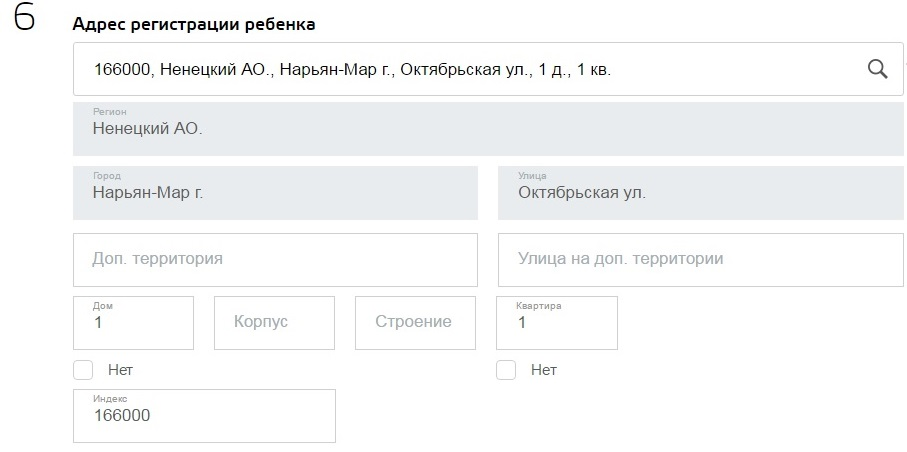 6 Адрес регистрации ребенка
166000, Ненецкий АО., Нарьян-Мар г., Октябрьская ул., 1 д., 1 кв.
Регион
Ненецкий АО.
Город
Нарьян-Мар г.
Улица
Октябрьская ул.
Доп. территория
Улица на доп. территории
Дом
1
Корпус
Строение
Квартира
1
Нет
Нет
Индекс
166000